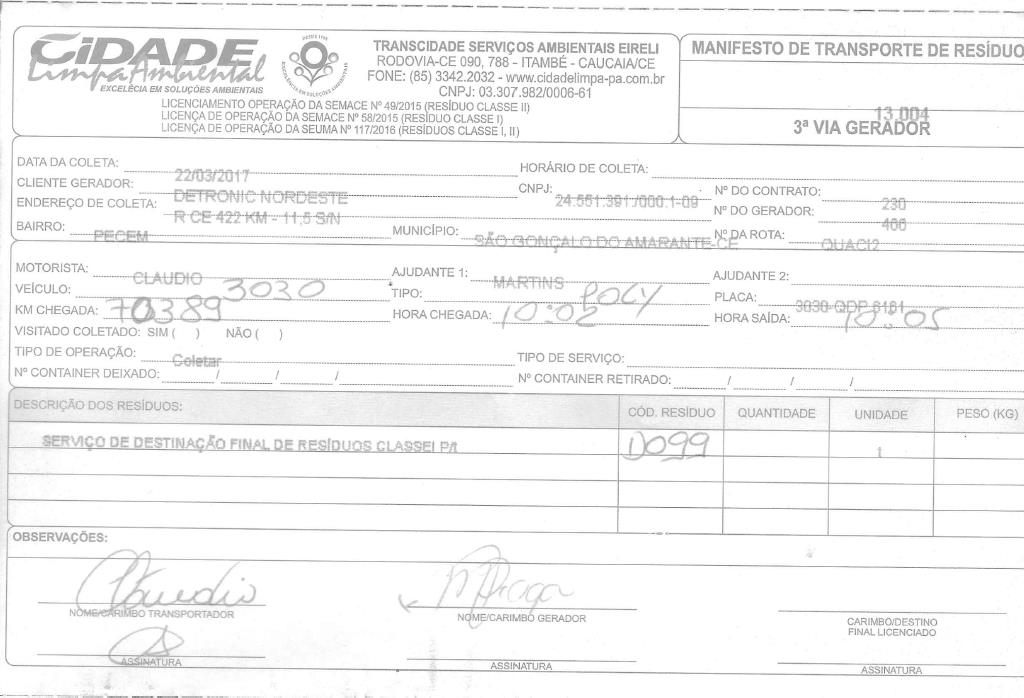 CIDADE
Limpa Ambiental
EXCELÊCIA EM SOLUÇÕES AMBIENTAIS
DESDE 1998
EXCELÊNCIA EM SOLUÇÕES AMBIENTAIS
TRANSCIDADE SERVIÇOS AMBIENTAIS EIRELI
RODOVIA-CE 090, 788 - ITAMBÉ - CAUCAIA/CE
FONE: (85) 3342.2032 - www.cidadelimpa-pa.com.br
CNPJ: 03.307.982/0006-61
LICENCIAMENTO OPERAÇÃO DA SEMACE Nº 49/2015 (RESÍDUO CLASSE II)
LICENÇA DE OPERAÇÃO DA SEMACE Nº 58/2015 (RESÍDUO CLASSE I)
LICENÇA DE OPERAÇÃO DA SEUMA Nº 117/2016 (RESÍDUOS CLASSE I, II)
MANIFESTO DE TRANSPORTE DE RESÍDUO
13.004
3ª VIA GERADOR
DATA DA COLETA: 22/03/2017 HORÁRIO DE COLETA:
CLIENTE GERADOR: DETRONIC NORDESTE CNPJ: 24.551.391/000.1-09 Nº DO CONTRATO: 230
ENDEREÇO DE COLETA: R CE 422 KM - 11,5 S/N Nº DO GERADOR: 406
BAIRRO: PECEM MUNICÍPIO: SÃO GONÇALO DO AMARANTE-CE Nº DA ROTA: QUACI2
MOTORISTA: CLAUDIO AJUDANTE 1: MARTINS AJUDANTE 2:
VEÍCULO: 3030 TIPO: POLY PLACA: 3030-QDP 6161
KM CHEGADA: 70389 HORA CHEGADA: 10:02 HORA SAÍDA: 10:05
VISITADO COLETADO: SIM ( ) NÃO ( )
TIPO DE OPERAÇÃO: Coletar TIPO DE SERVIÇO:
Nº CONTAINER DEIXADO: / / / Nº CONTAINER RETIRADO: / / /
DESCRIÇÃO DOS RESÍDUOS: CÓD. RESÍDUO QUANTIDADE UNIDADE PESO (KG)
SERVIÇO DE DESTINAÇÃO FINAL DE RESÍDUOS CLASSEI P/I D099 1
OBSERVAÇÕES:
Claudio
NOME/CARIMBO TRANSPORTADOR
NOME/CARIMBO GERADOR
CARIMBO/DESTINO
FINAL LICENCIADO
ASSINATURA
ASSINATURA
ASSINATURA